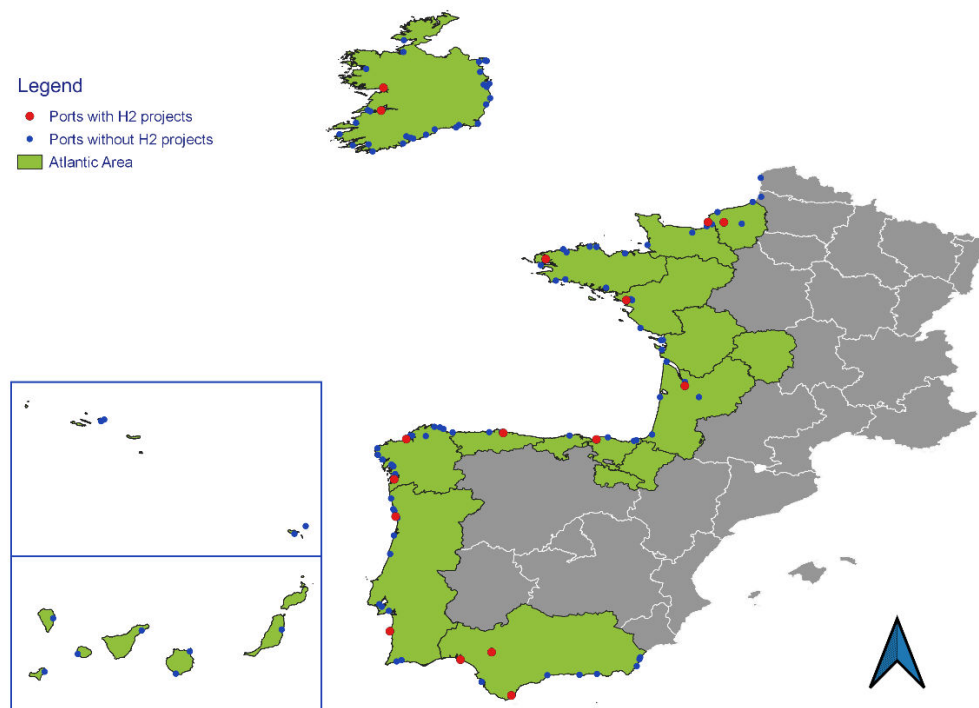 Legend
Ports with H2 projects
Ports without H2 projects
Atlantic Area